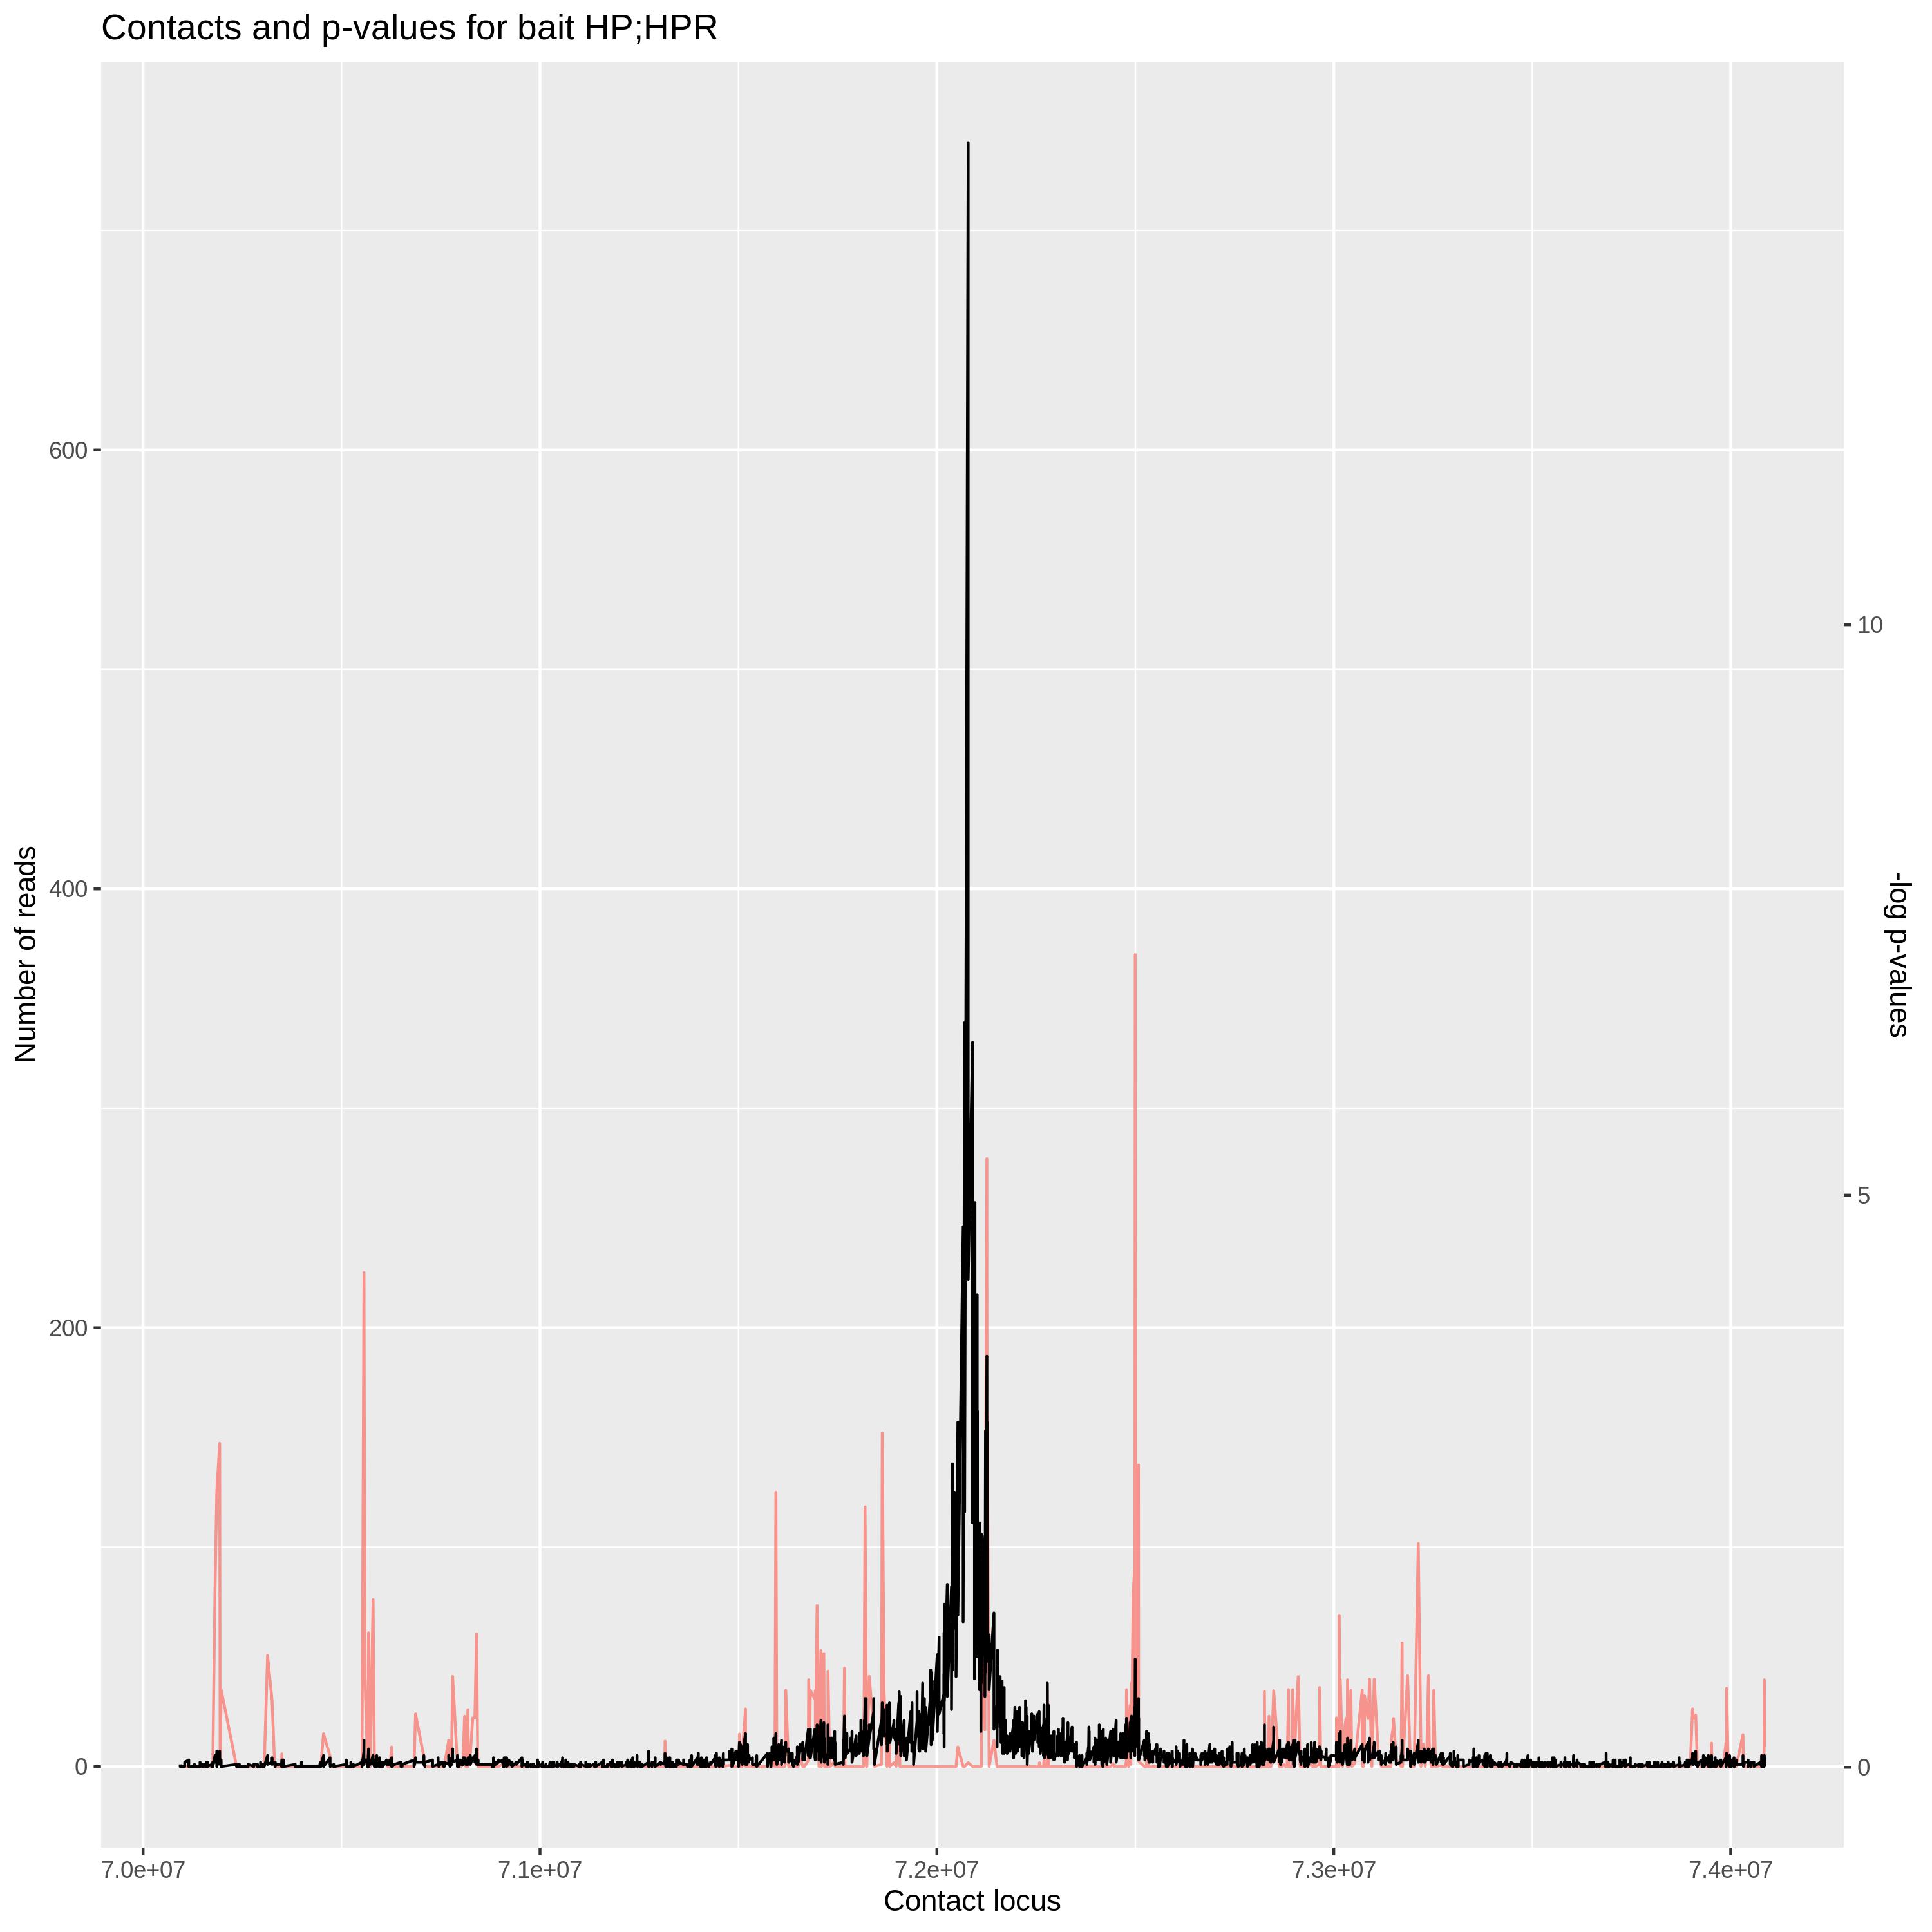 Contacts and p-values for bait HP;HPR
Number of reads
600
400
200
0
10
5
0
-log p-values
7.0e+07
7.1e+07
7.2e+07
7.3e+07
7.4e+07
Contact locus